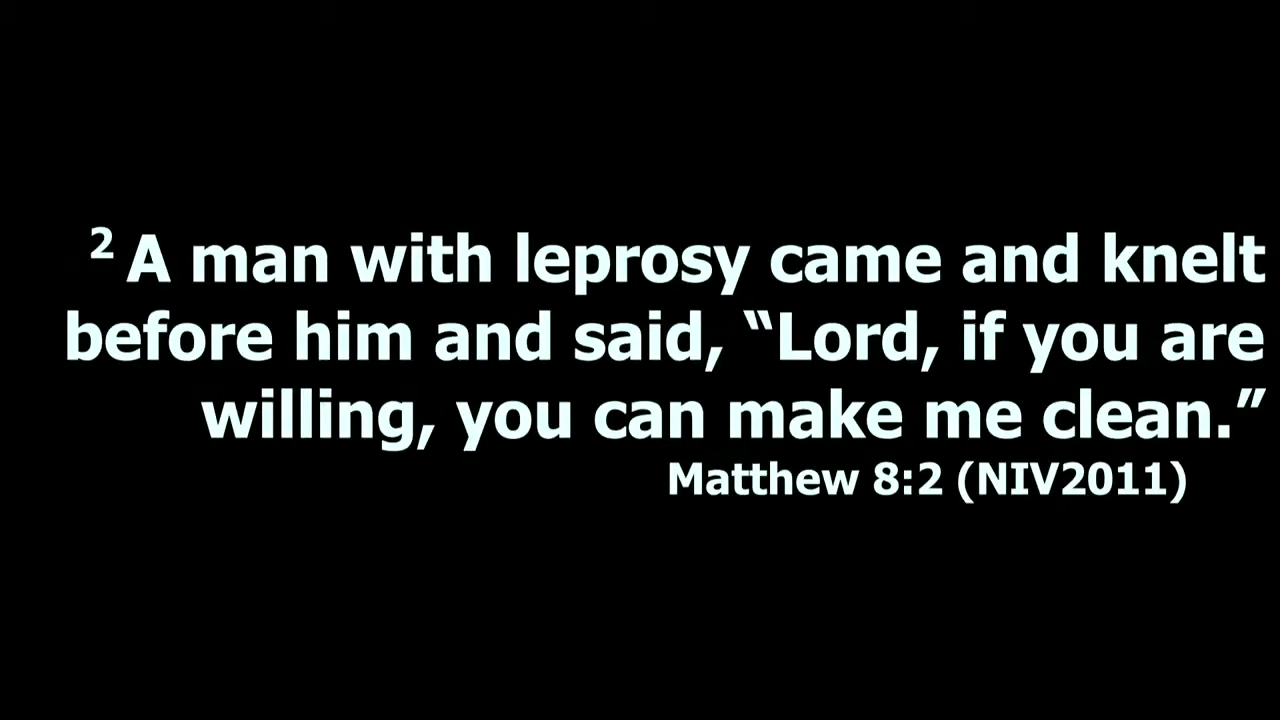 ² A man with leprosy came and knelt
before him and said, “Lord, if you are
willing, you can make me clean.”
Matthew 8:2 (NIV2011)